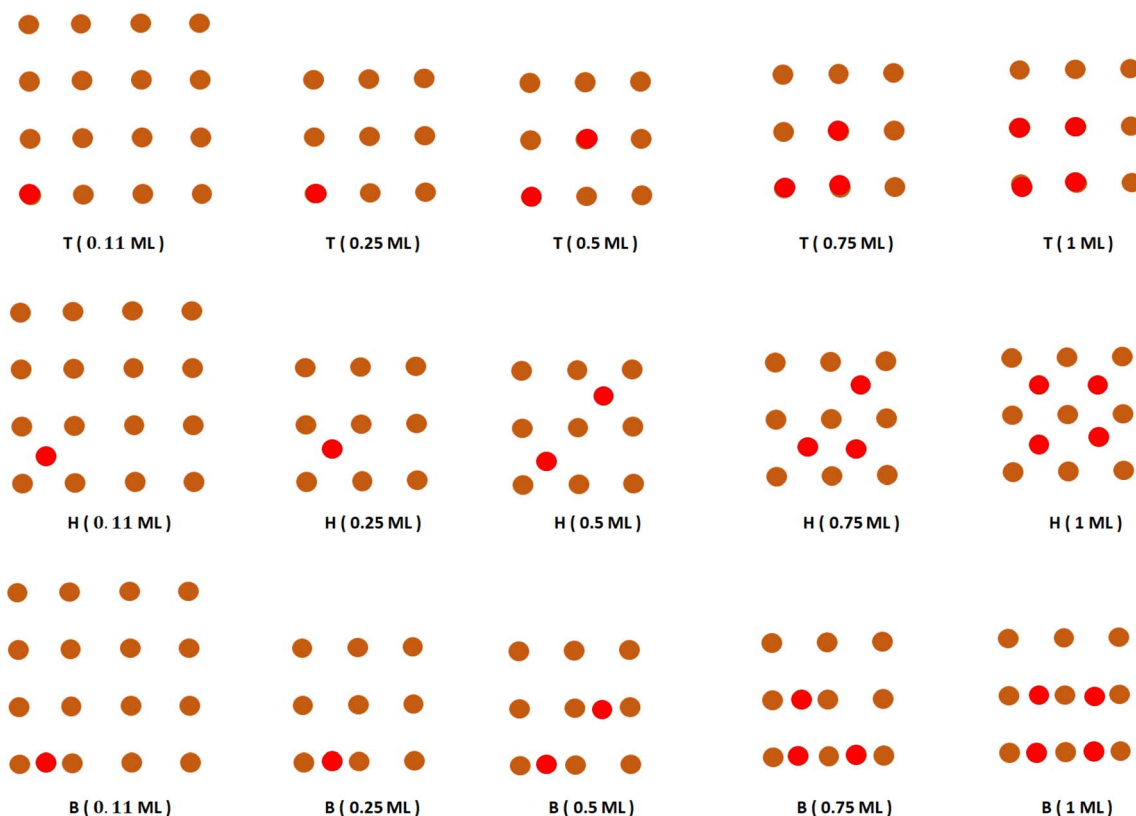 T ( 0.11 ML )
T ( 0.25 ML )
T ( 0.5 ML )
T ( 0.75 ML )
T ( 1 ML )
H ( 0.11 ML )
H ( 0.25 ML )
H ( 0.5 ML )
H ( 0.75 ML )
H ( 1 ML )
B ( 0.11 ML )
B ( 0.25 ML )
B ( 0.5 ML )
B ( 0.75 ML )
B ( 1 ML )